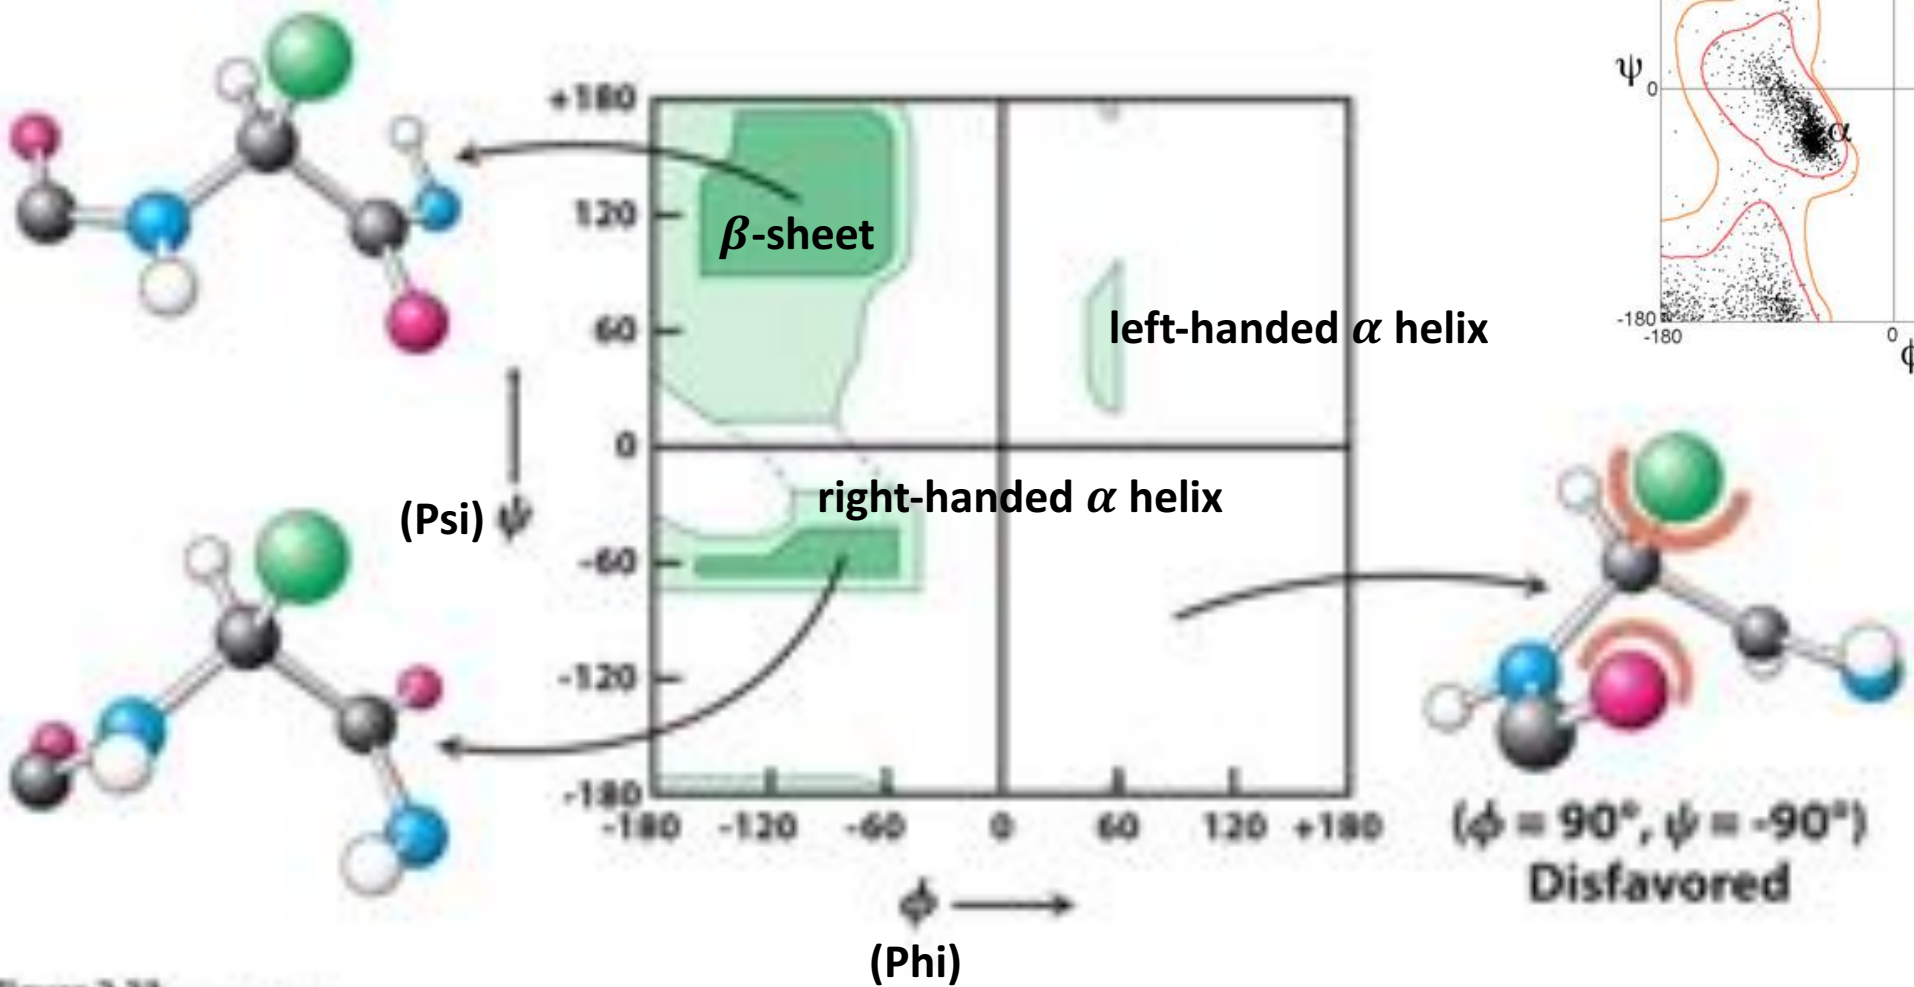 +180
120
60
0
-60
-120
-180
-180 -120 -60 0 60 120 +180
β-sheet
left-handed α helix
right-handed α helix
(Psi) ψ
ϕ
(Phi)
(ϕ = 90°, ψ = -90°)
Disfavored
ψ
0
α
-180
-180
0
ϕ